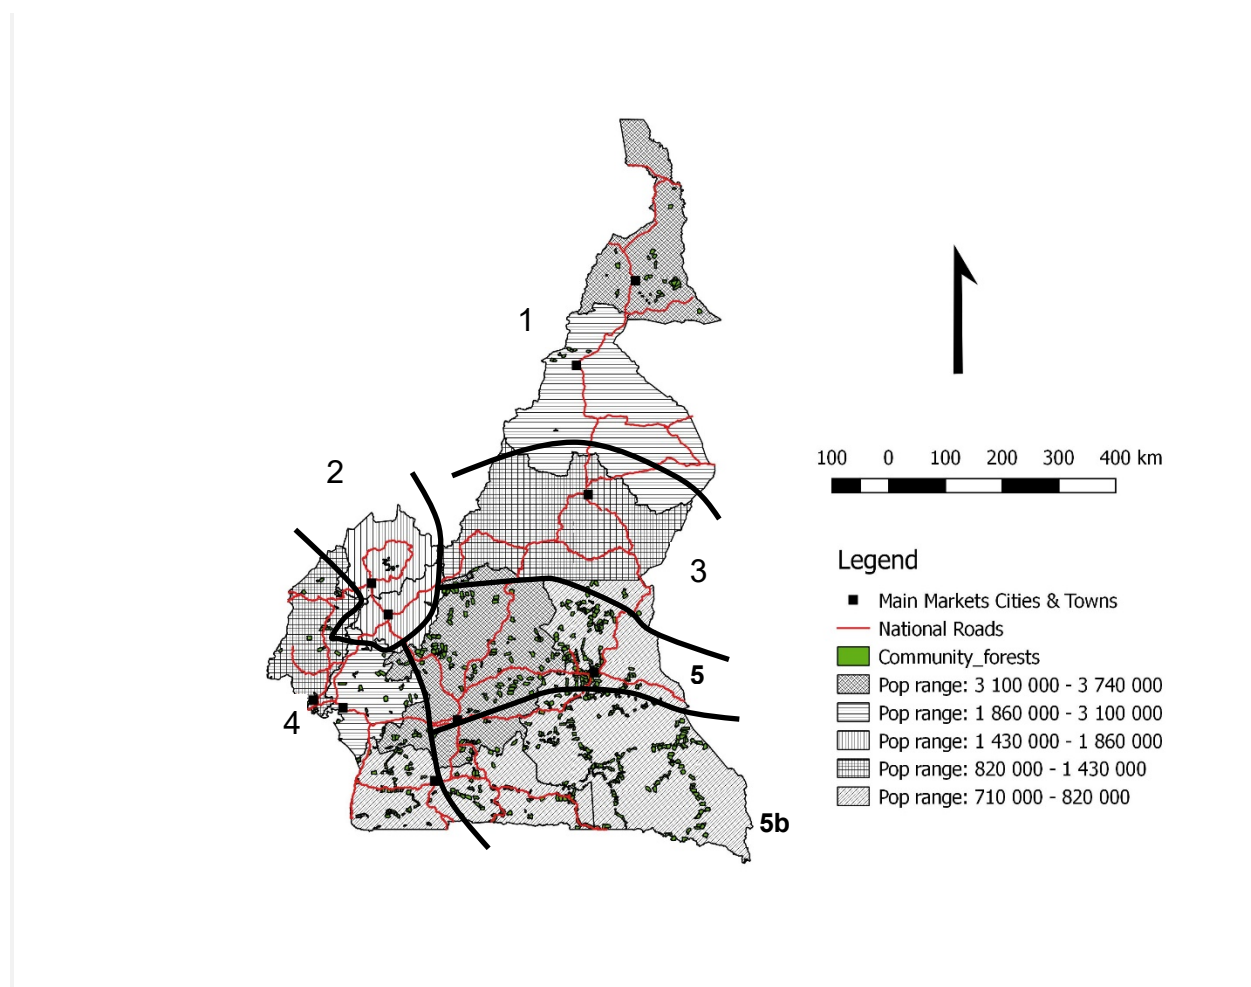 1
2
3
4
5
5b
100 0 100 200 300 400 km
Legend
Main Markets Cities & Towns
National Roads
Community_forests
Pop range: 3 100 000 - 3 740 000
Pop range: 1 860 000 - 3 100 000
Pop range: 1 430 000 - 1 860 000
Pop range: 820 000 - 1 430 000
Pop range: 710 000 - 820 000